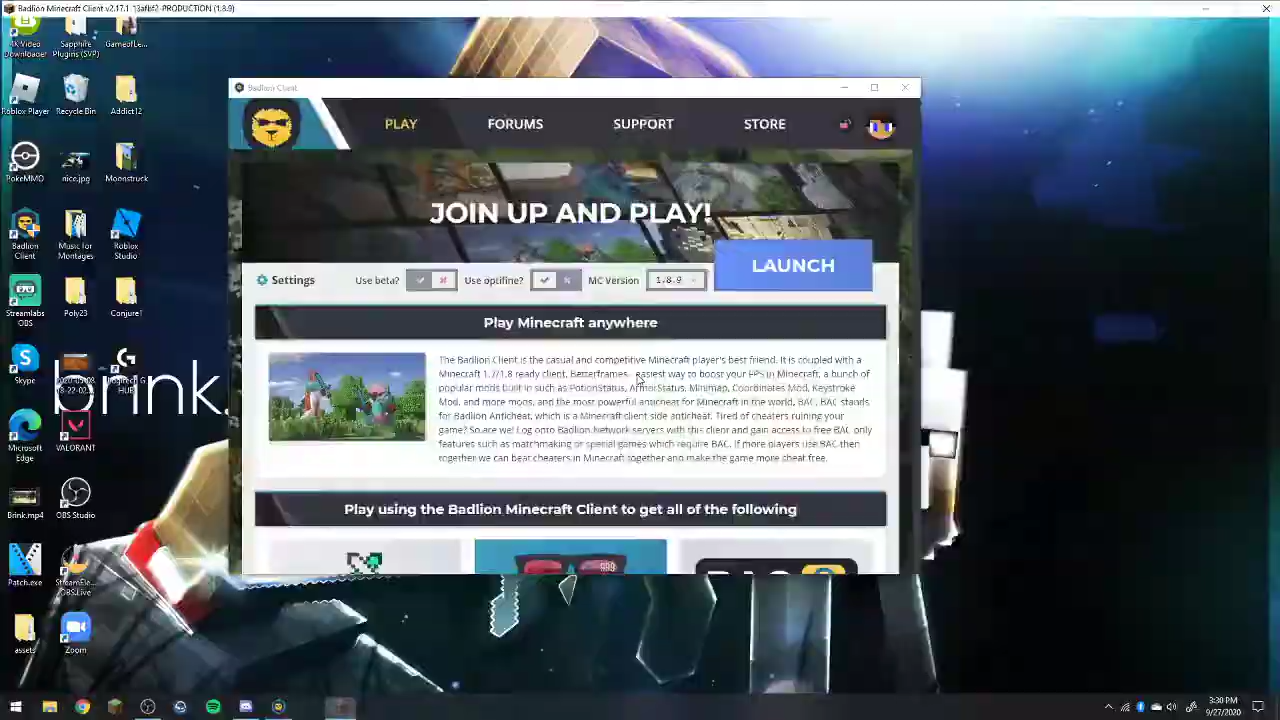 Badlion Minecraft Client v2.17.1
PRODUCTION (1.8.9)
4K Video
Downloader
Sapphire
Plugins (SVP)
GameofLe...
Roblox Player
Recycle Bin
Addict12
PokeMMO
nice.jpg
Moonstruck
Badlion
Client
Music for
Montages
Roblox
Studio
Streamlabs
OBS
Poly23
Conjure1
Skype
Logitech G
HUB
brink.
Microsoft
Edge
VALORANT
Brink.mp4
OBS Studio
Patch.exe
StreamEle...
OBS.Live
assets
Zoom
Badlion Client
PLAY
FORUMS
SUPPORT
STORE
JOIN UP AND PLAY!
LAUNCH
Settings
Use beta?
Use optifine?
N
MC Version
1.8.9
Play Minecraft anywhere
The Badlion Client is the casual and competitive Minecraft player's best friend. It is coupled with a
Minecraft 1.7/1.8 ready client, Betterframes, easiest way to boost your FPS in Minecraft, a bunch of
popular mods built in such as PotionStatus, ArmorStatus, Minimap, Coordinates Mod, Keystroke
Mod, and more mods, and the most powerful anticheat for Minecraft in the world, BAC. BAC stands
for Badlion Anticheat, which is a Minecraft client side anticheat. Tired of cheaters ruining your
game? So are we! Log onto Badlion Network servers with this client and gain access to free BAC only
features such as matchmaking or special games which require BAC. If more players use BAC then
together we can beat cheaters in Minecraft together and make the game more cheat free.
Play using the Badlion Minecraft Client to get all of the following
3:30 PM
9/27/2020